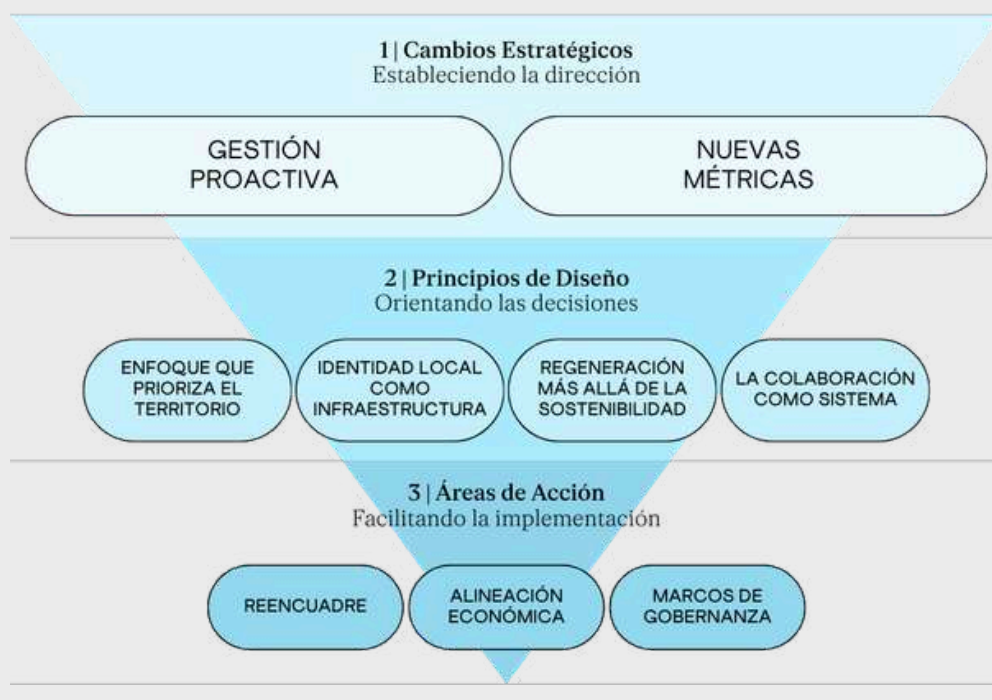 1 | Cambios Estratégicos
Estableciendo la dirección
GESTIÓN
PROACTIVA
NUEVAS
MÉTRICAS
2 | Principios de Diseño
Orientando las decisiones
ENFOQUE QUE
PRIORIZA EL
TERRITORIO
IDENTIDAD LOCAL
COMO
INFRAESTRUCTURA
REGENERACIÓN
MÁS ALLÁ DE LA
SOSTENIBILIDAD
LA COLABORACIÓN
COMO SISTEMA
3 | Áreas de Acción
Facilitando la implementación
REENCUADRE
ALINEACIÓN
ECONÓMICA
MARCOS DE
GOBERNANZA